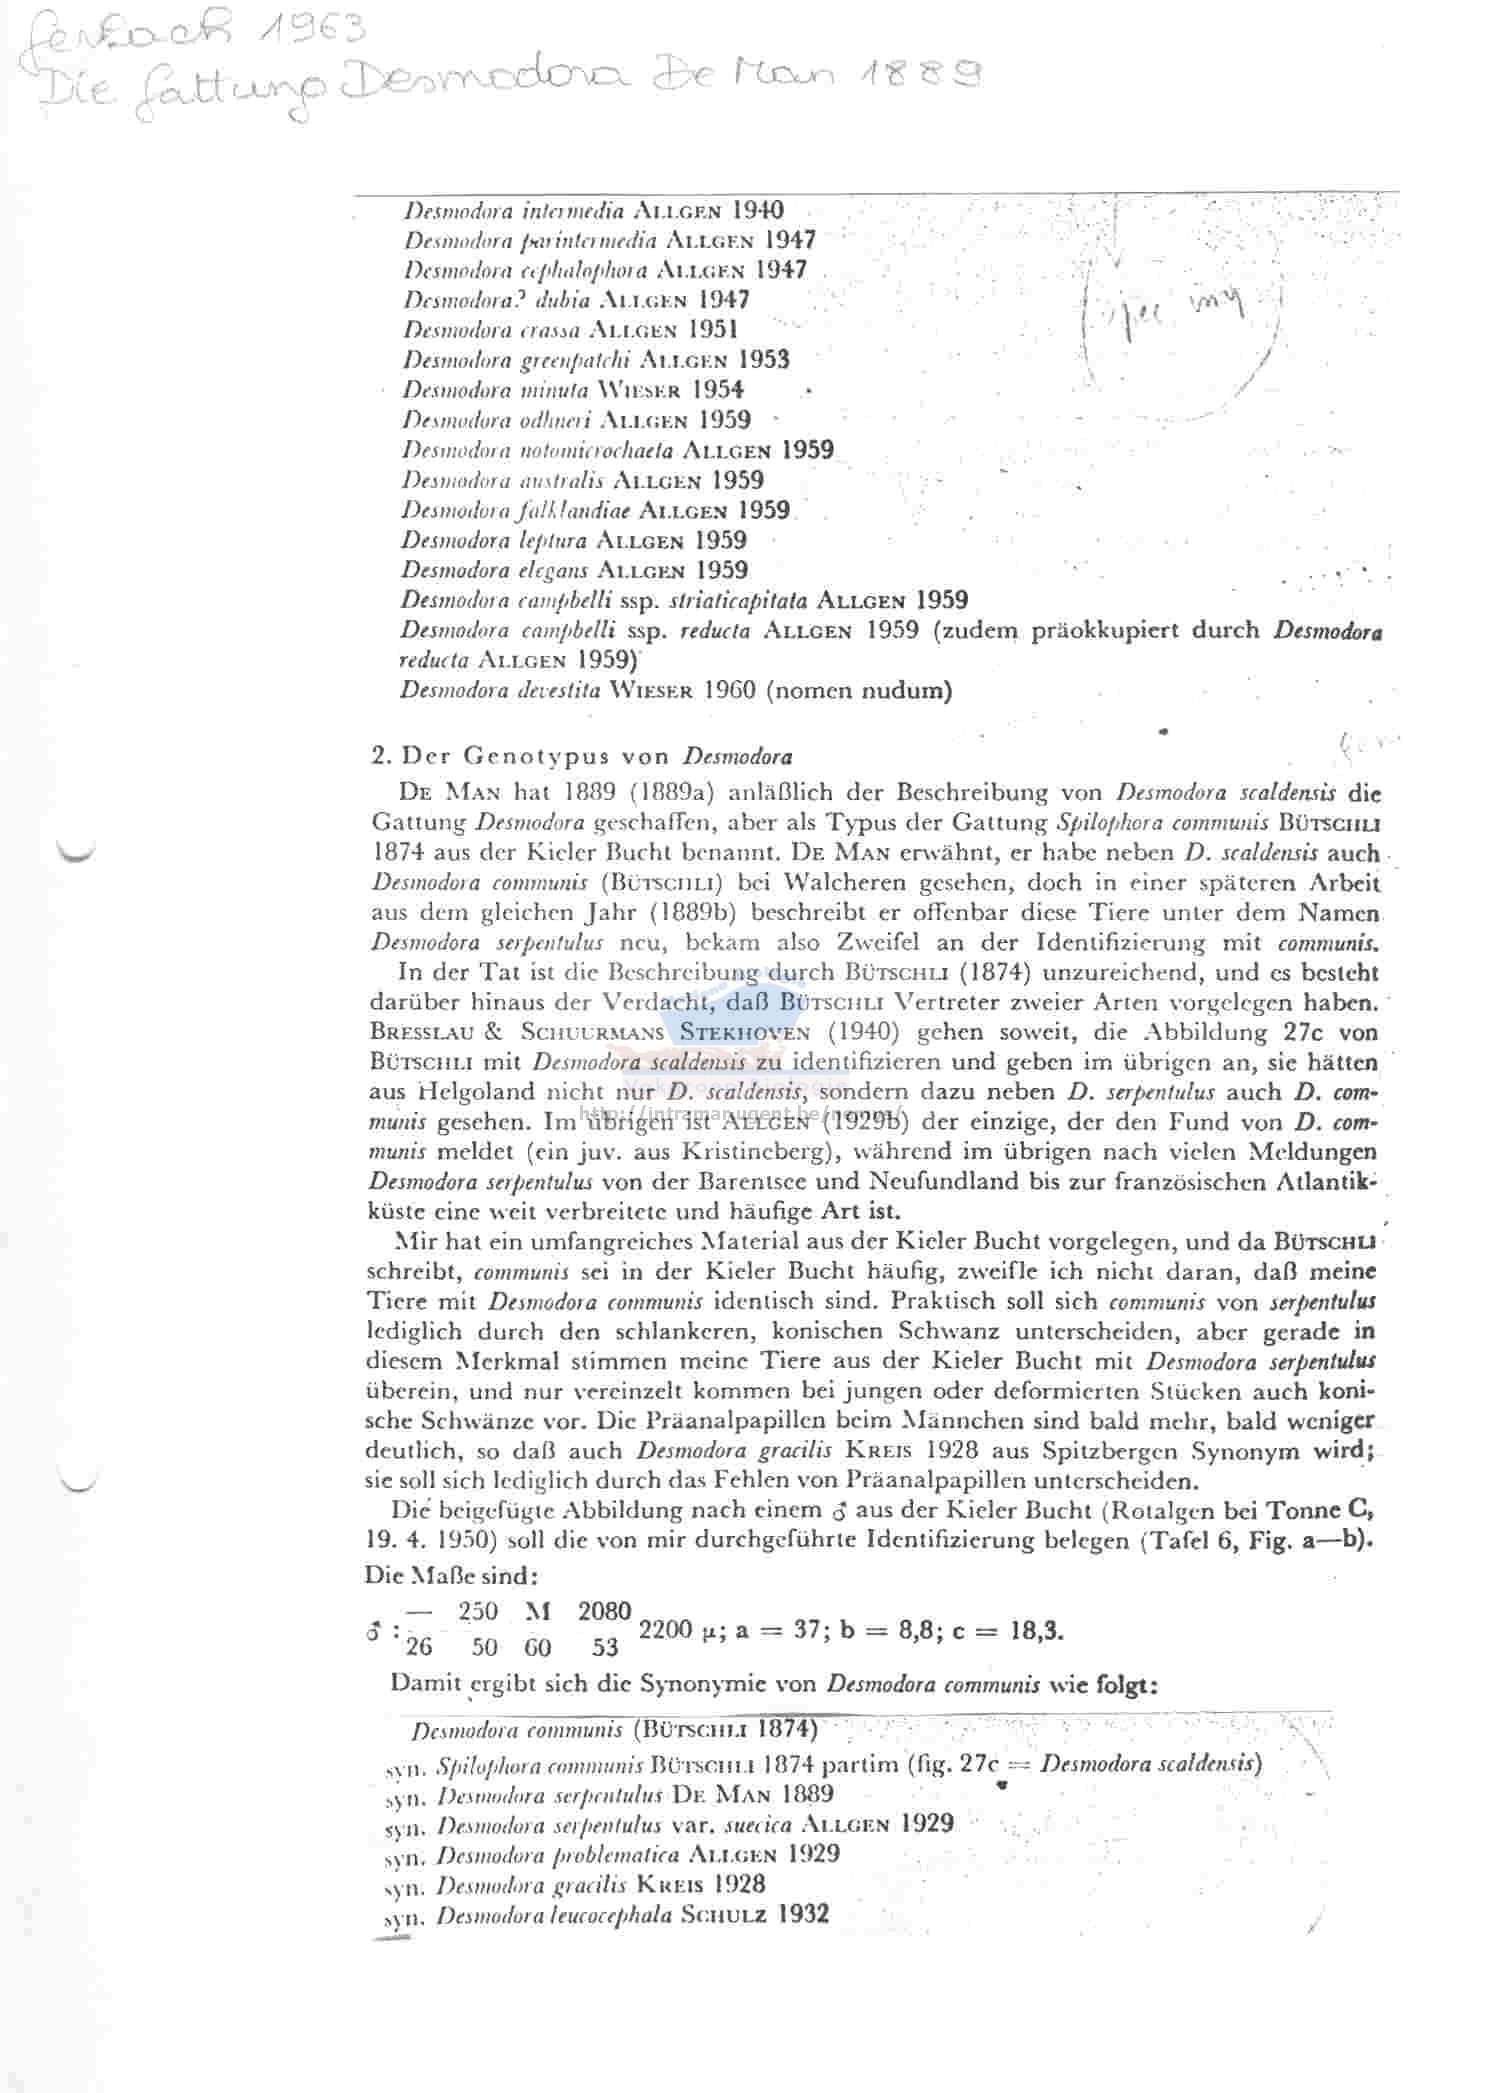 Gerlach 1963
Die Gattung Desmodora De Man 1889
Desmodora intermedia ALLGEN 1940
Desmodora parintermedia ALLGEN 1947
Desmodora cephalophora ALLGEN 1947
Desmodora? dubia ALLGEN 1947
Desmodora crassa ALLGEN 1951
Desmodora greenpatchi ALLGEN 1953
Desmodora minuta WIESER 1954
Desmodora odhneri ALLGEN 1959
Desmodora notomicrochaeta ALLGEN 1959
Desmodora australis ALLGEN 1959
Desmodora falklandiae ALLGEN 1959
Desmodora leptura ALLGEN 1959
Desmodora elegans ALLGEN 1959
Desmodora campbelli ssp. striaticapitata ALLGEN 1959
Desmodora campbelli ssp. reducta ALLGEN 1959 (zudem präokkupiert durch Desmodora
reducta ALLGEN 1959)
Desmodora devestita WIESER 1960 (nomen nudum)
spec inq
2. Der Genotypus von Desmodora
DE MAN hat 1889 (1889a) anläßlich der Beschreibung von Desmodora scaldensis die
Gattung Desmodora geschaffen, aber als Typus der Gattung Spilophora communis BÜTSCHLI
1874 aus der Kieler Bucht benannt. DE MAN erwähnt, er habe neben D. scaldensis auch
Desmodora communis (BÜTSCHLI) bei Walcheren gesehen, doch in einer späteren Arbeit
aus dem gleichen Jahr (1889b) beschreibt er offenbar diese Tiere unter dem Namen
Desmodora serpentulus neu, bekam also Zweifel an der Identifizierung mit communis.
In der Tat ist die Beschreibung durch BÜTSCHLI (1874) unzureichend, und es besteht
darüber hinaus der Verdacht, daß BÜTSCHLI Vertreter zweier Arten vorgelegen haben.
BRESSLAU & SCHUURMANS STEKHOVEN (1940) gehen soweit, die Abbildung 27c von
BÜTSCHLI mit Desmodora scaldensis zu identifizieren und geben im übrigen an, sie hätten
aus Helgoland nicht nur D. scaldensis, sondern dazu neben D. serpentulus auch D. com-
munis gesehen. Im übrigen ist ALLGEN (1929b) der einzige, der den Fund von D. com-
munis meldet (ein juv. aus Kristineberg), während im übrigen nach vielen Meldungen
Desmodora serpentulus von der Barentsee und Neufundland bis zur französischen Atlantik-
küste eine weit verbreitete und häufige Art ist.
Mir hat ein umfangreiches Material aus der Kieler Bucht vorgelegen, und da BÜTSCHLI
schreibt, communis sei in der Kieler Bucht häufig, zweifle ich nicht daran, daß meine
Tiere mit Desmodora communis identisch sind. Praktisch soll sich communis von serpentulus
lediglich durch den schlankeren, konischen Schwanz unterscheiden, aber gerade in
diesem Merkmal stimmen meine Tiere aus der Kieler Bucht mit Desmodora serpentulus
überein, und nur vereinzelt kommen bei jungen oder deformierten Stücken auch koni-
sche Schwänze vor. Die Präanalpapillen beim Männchen sind bald mehr, bald weniger
deutlich, so daß auch Desmodora gracilis KREIS 1928 aus Spitzbergen Synonym wird;
sie soll sich lediglich durch das Fehlen von Präanalpapillen unterscheiden.
Die beigefügte Abbildung nach einem ♂ aus der Kieler Bucht (Rotalgen bei Tonne C,
19. 4. 1950) soll die von mir durchgeführte Identifizierung belegen (Tafel 6, Fig. a—b).
Die Maße sind:
— 250 M 2080
♂ : 2200 μ; a = 37; b = 8,8; c = 18,3.
26 50 60 53
Damit ergibt sich die Synonymie von Desmodora communis wie folgt:
Desmodora communis (BÜTSCHLI 1874)
syn. Spilophora communis BÜTSCHLI 1874 partim (fig. 27c = Desmodora scaldensis)
syn. Desmodora serpentulus DE MAN 1889
syn. Desmodora serpentulus var. suecica ALLGEN 1929
syn. Desmodora problematica ALLGEN 1929
syn. Desmodora gracilis KREIS 1928
syn. Desmodora leucocephala SCHULZ 1932